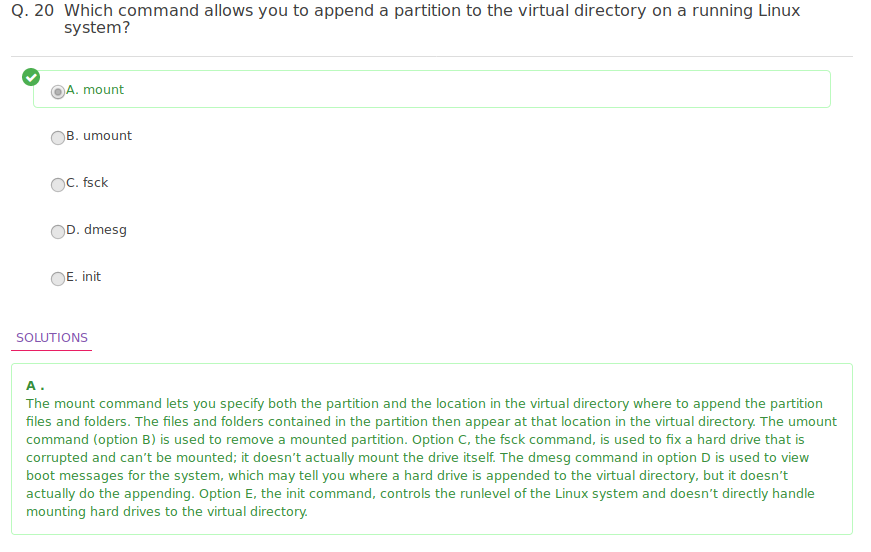 Q. 20 Which command allows you to append a partition to the virtual directory on a running Linux
system?
A. mount
B. umount
C. fsck
D. dmesg
E. init
SOLUTIONS
A .
The mount command lets you specify both the partition and the location in the virtual directory where to append the partition
files and folders. The files and folders contained in the partition then appear at that location in the virtual directory. The umount
command (option B) is used to remove a mounted partition. Option C, the fsck command, is used to fix a hard drive that is
corrupted and can’t be mounted; it doesn’t actually mount the drive itself. The dmesg command in option D is used to view
boot messages for the system, which may tell you where a hard drive is appended to the virtual directory, but it doesn’t
actually do the appending. Option E, the init command, controls the runlevel of the Linux system and doesn’t directly handle
mounting hard drives to the virtual directory.